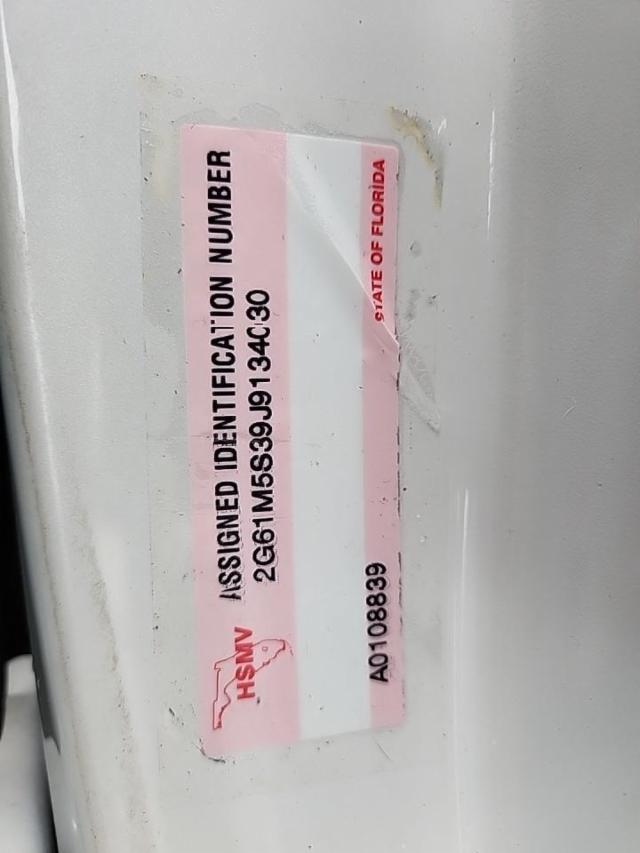 ASSIGNED IDENTIFICATION NUMBER
2G61M5S39J9134030
HSMV
STATE OF FLORIDA
A0108839